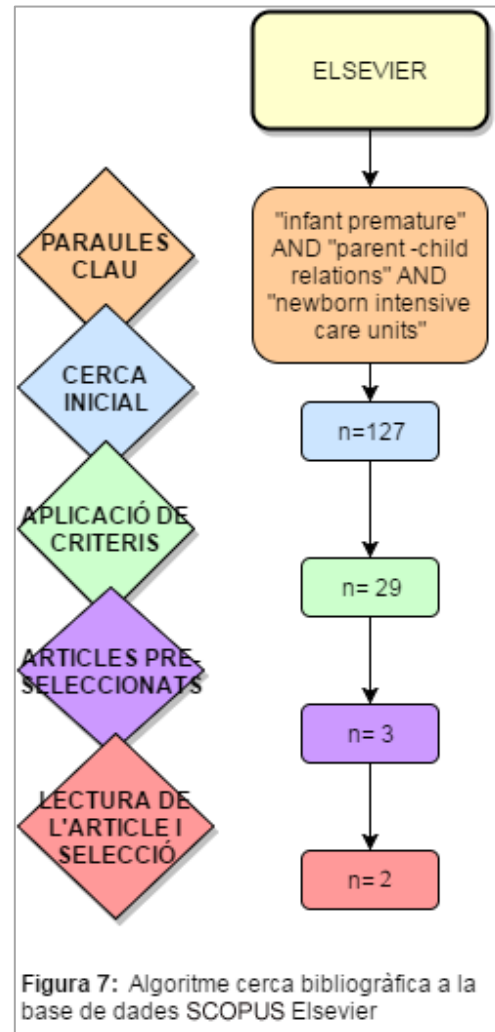 ELSEVIER
PARAULES
CLAU
"infant premature"
AND "parent -child
relations" AND
"newborn intensive
care units"
CERCA
INICIAL
n=127
APLICACIÓ DE
CRITERIS
n= 29
ARTICLES PRE-
SELECCIONATS
n= 3
LECTURA DE
L'ARTICLE I
SELECCIÓ
n= 2
Figura 7: Algoritme cerca bibliogràfica a la
base de dades SCOPUS Elsevier